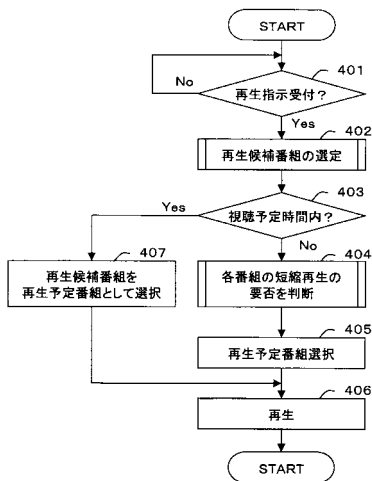 START
401
No
再生指示受付？
Yes
402
再生候補番組の選定
403
Yes
視聴予定時間内？
No
407
404
再生候補番組を
再生予定番組として選択
各番組の短縮再生の
要否を判断
405
再生予定番組選択
406
再生
START